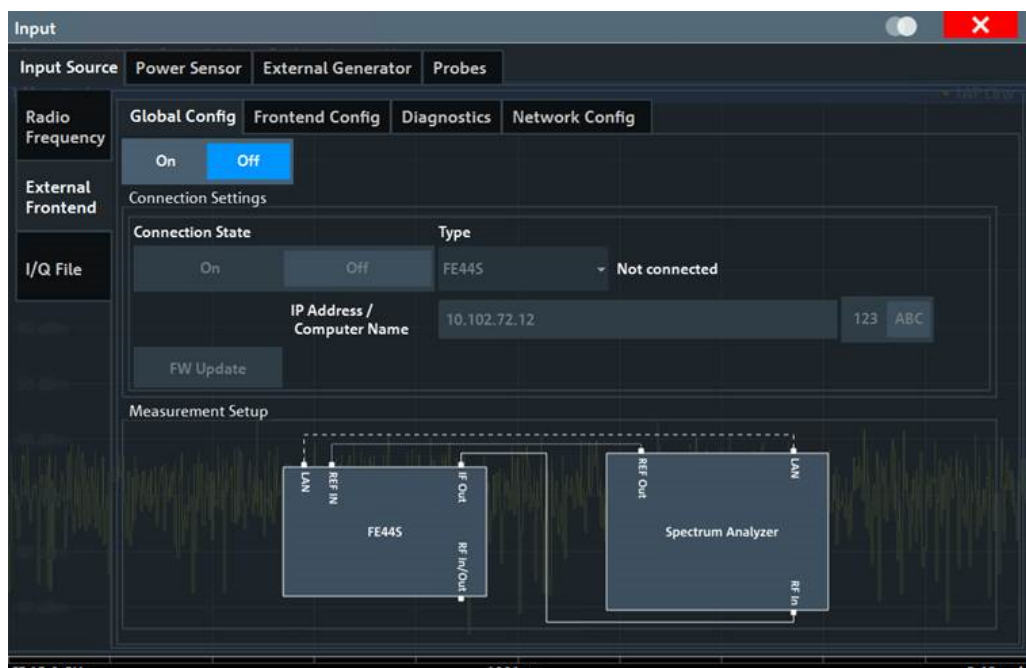 Input
Input Source Power Sensor External Generator Probes
Radio
Frequency
External
Frontend
I/Q File
Global Config Frontend Config Diagnostics Network Config
On Off
Connection Settings
Connection State Type
On Off FE44S Not connected
IP Address /
Computer Name 10.102.72.12 123 ABC
FW Update
Measurement Setup
LAN
REF IN
IF Out
FE44S
RF In/Out
REF Out
LAN
Spectrum Analyzer
RF In